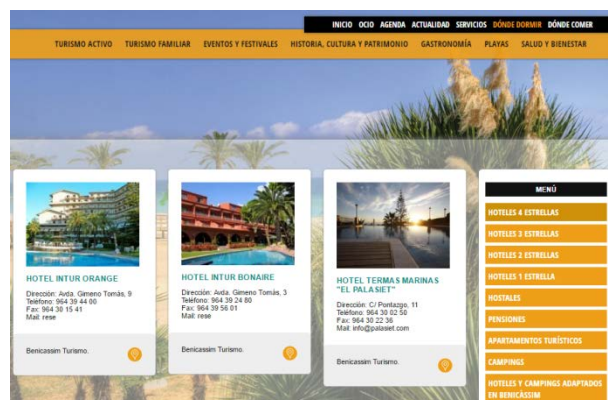 INICIO OCIO AGENDA ACTUALIDAD SERVICIOS DÓNDE DORMIR DÓNDE COMER
TURISMO ACTIVO TURISMO FAMILIAR EVENTOS Y FESTIVALES HISTORIA, CULTURA Y PATRIMONIO GASTRONOMÍA PLAYAS SALUD Y BIENESTAR
HOTEL INTUR ORANGE
Dirección: Avda. Gimeno Tomás, 9
Teléfono: 964 39 44 00
Fax: 964 30 15 41
Mail: rese
Benicassim Turismo.
HOTEL INTUR BONAIRE
Dirección: Avda. Gimeno Tomás, 3
Teléfono: 964 39 24 80
Fax: 964 39 56 01
Mail: rese
Benicassim Turismo.
HOTEL TERMAS MARINAS
"EL PALASIET"
Dirección: C/ Pontazgo, 11
Teléfono: 964 30 02 50
Fax: 964 30 22 36
Mail: info@palasiet.com
Benicassim Turismo.
MENÚ
HOTELES 4 ESTRELLAS
HOTELES 3 ESTRELLAS
HOTELES 2 ESTRELLAS
HOTELES 1 ESTRELLA
HOSTALES
PENSIONES
APARTAMENTOS TURÍSTICOS
CAMPINGS
HOTELES Y CAMPINGS ADAPTADOS
EN BENICÀSSIM